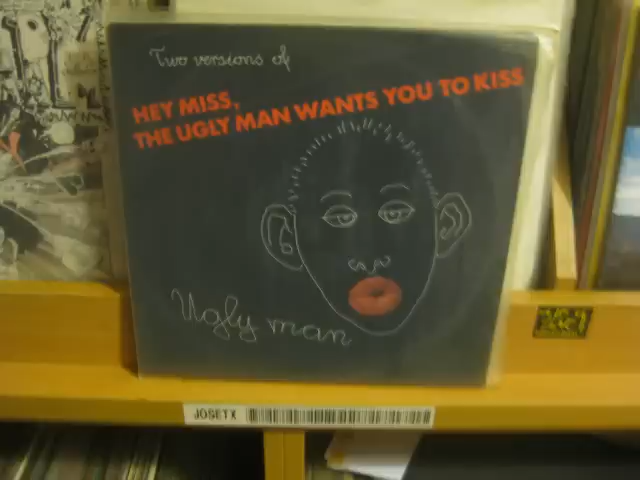 Two versions of
HEY MISS,
THE UGLY MAN WANTS YOU TO KISS
Ugly man
JOSETX